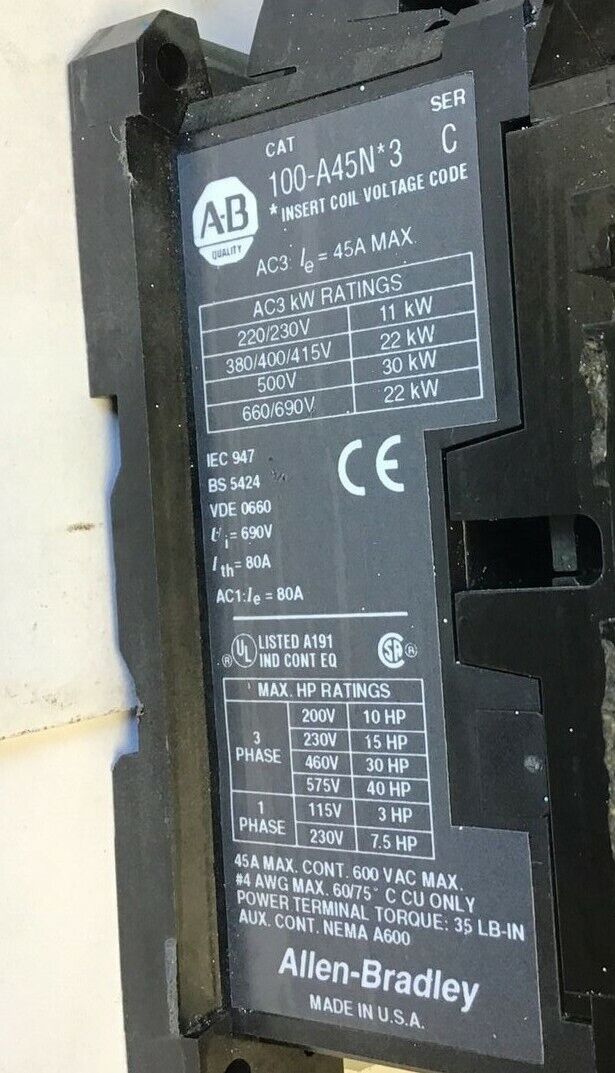 SER
CAT
100-A45N*3 C
* INSERT COIL VOLTAGE CODE
A-B
QUALITY
AC3: Ie = 45A MAX.
AC3 kW RATINGS
220/230V 11 kW
380/400/415V 22 kW
500V 30 kW
660/690V 22 kW
IEC 947
BS 5424
VDE 0660
CE
Ui = 690V
Ith = 80A
AC1: Ie = 80A
UL ® LISTED A191
IND CONT EQ
SA ®
MAX. HP RATINGS
3 PHASE
200V 10 HP
230V 15 HP
460V 30 HP
575V 40 HP
1 PHASE
115V 3 HP
230V 7.5 HP
45A MAX. CONT. 600 VAC MAX.
#4 AWG MAX. 60/75° C CU ONLY
POWER TERMINAL TORQUE: 35 LB-IN
AUX. CONT. NEMA A600
Allen-Bradley
MADE IN U.S.A.